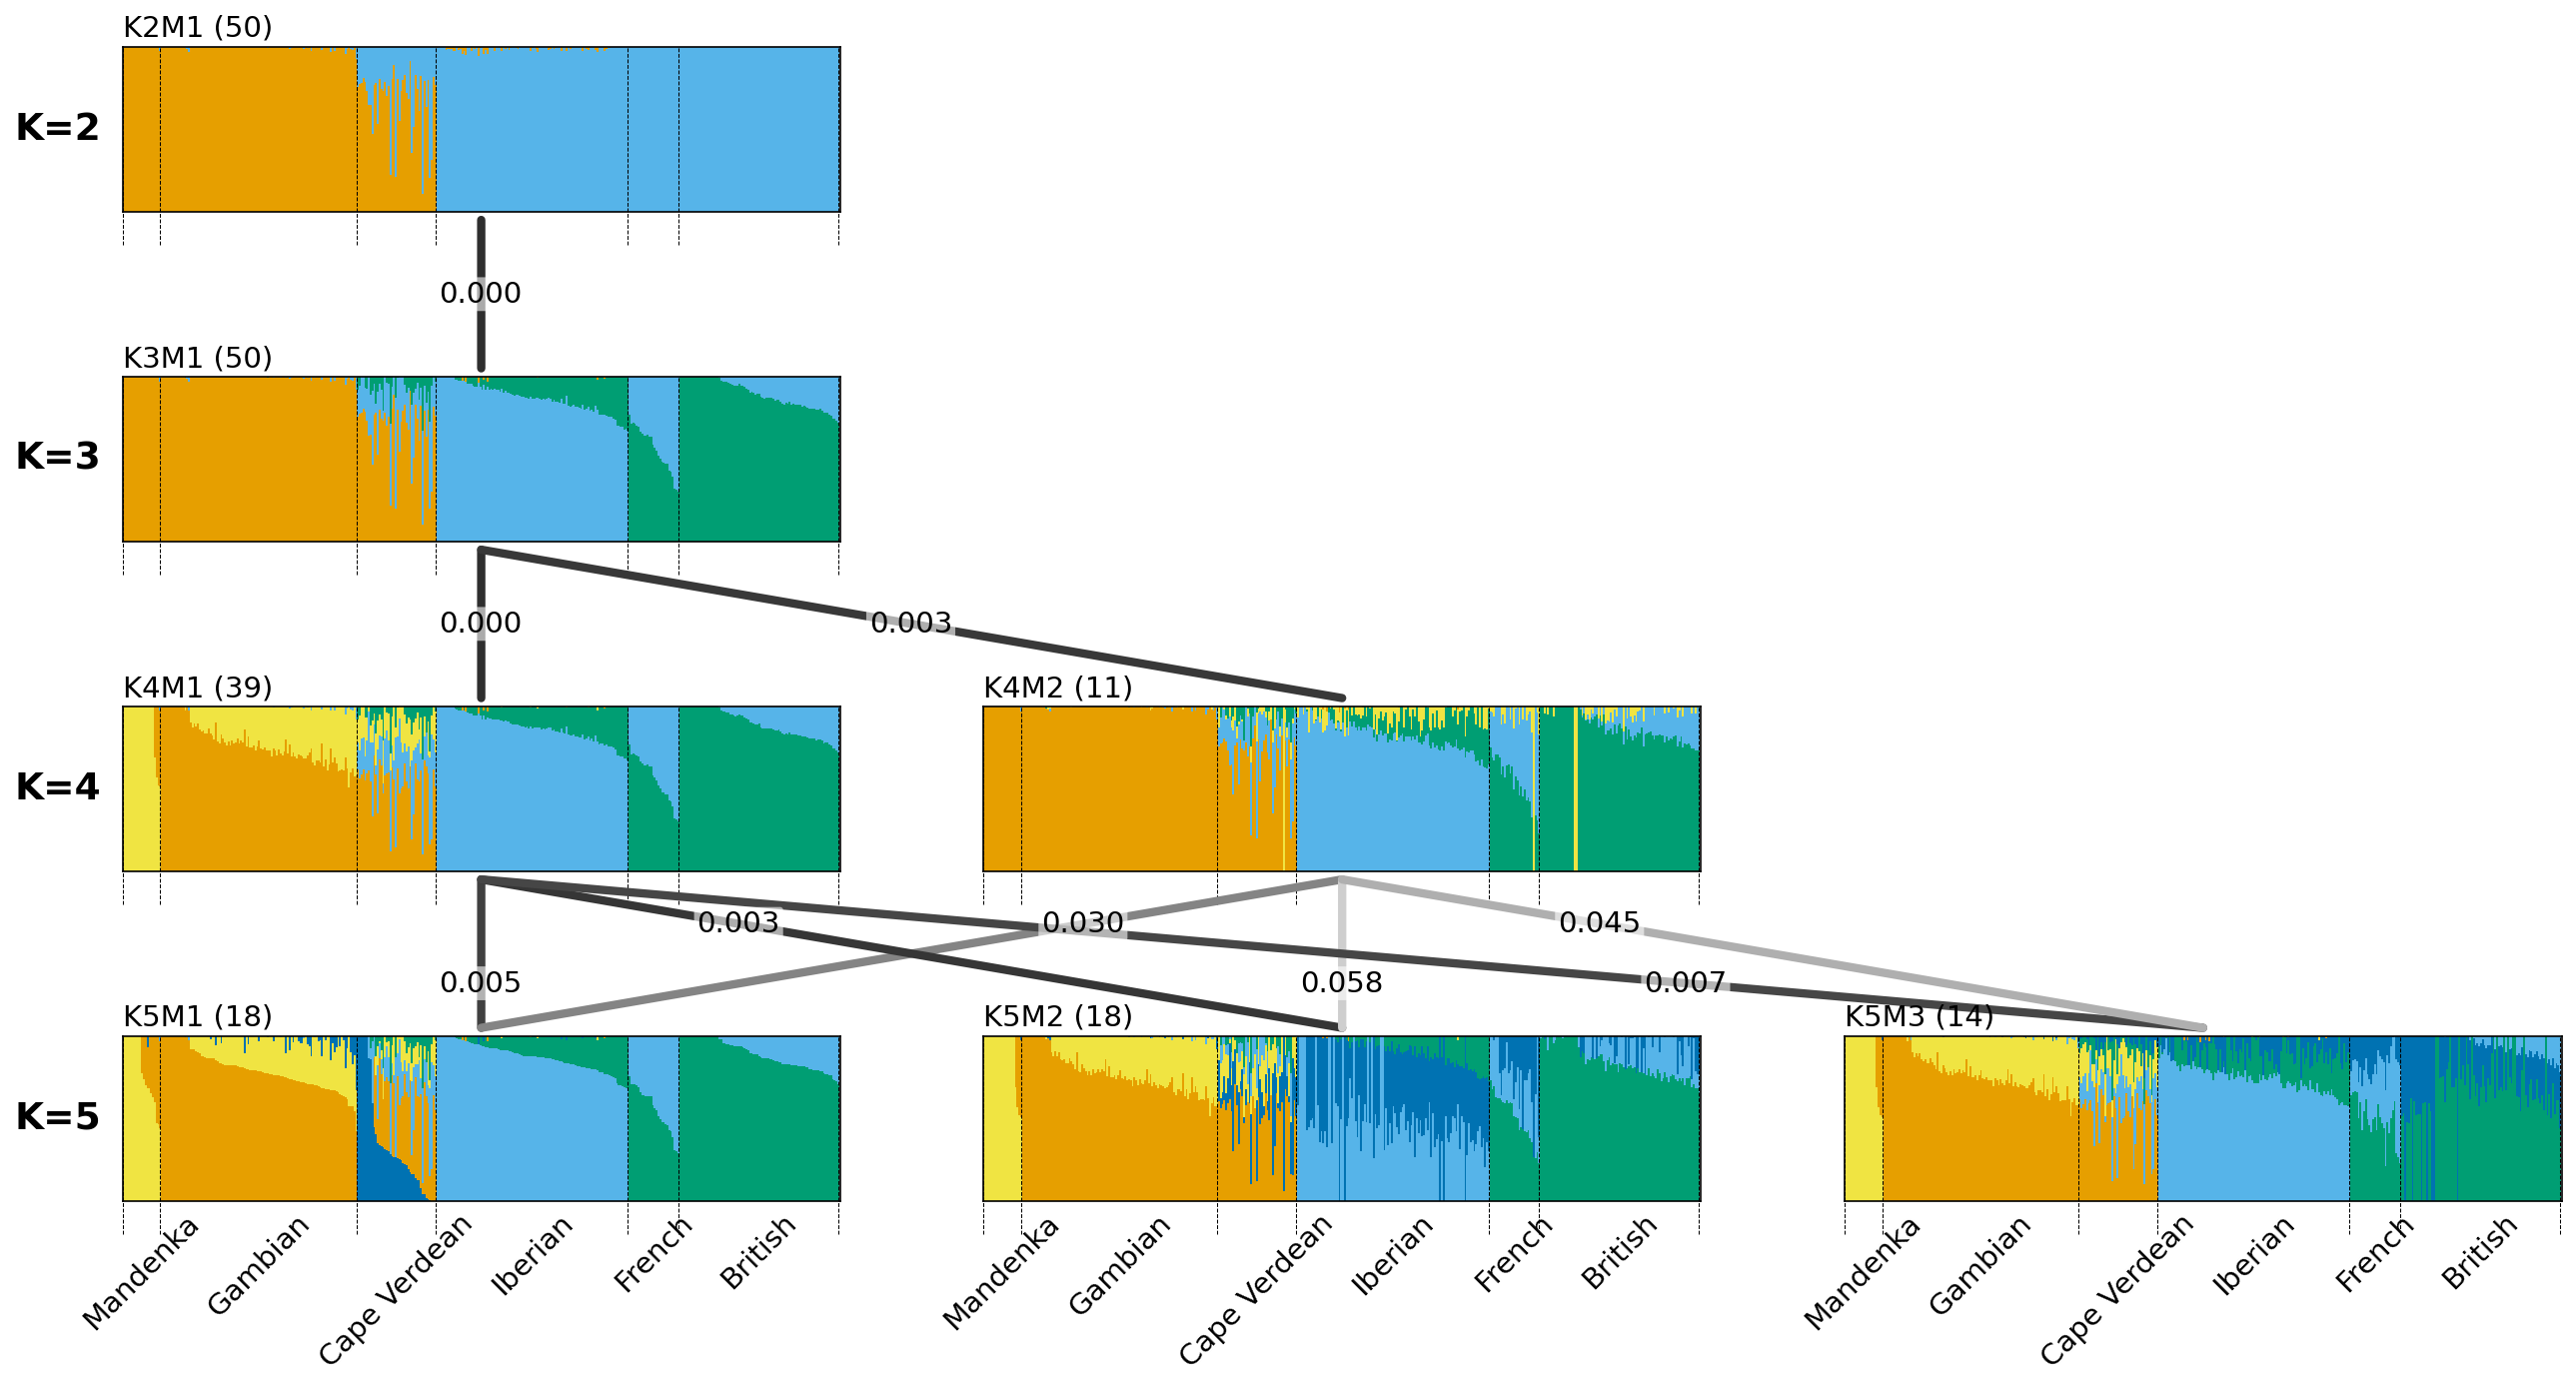 K2M1 (50)
K=2
0.000
K3M1 (50)
K=3
0.000
0.003
K4M1 (39)
K4M2 (11)
K=4
0.003
0.030
0.045
0.005
0.058
0.007
K5M1 (18)
K5M2 (18)
K5M3 (14)
K=5
Mandenka
Gambian
Cape Verdean
Iberian
French
British
Mandenka
Gambian
Cape Verdean
Iberian
French
British
Mandenka
Gambian
Cape Verdean
Iberian
French
British